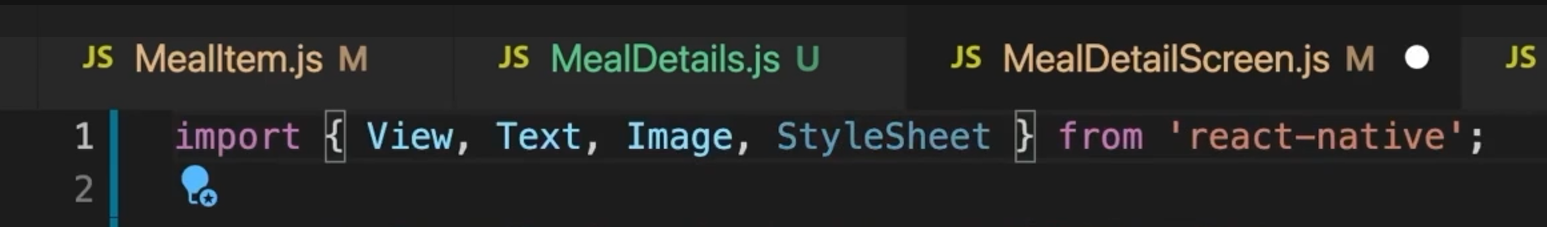 JS MealItem.js M JS MealDetails.js U JS MealDetailScreen.js M JS
1 import { View, Text, Image, StyleSheet } from 'react-native';
2